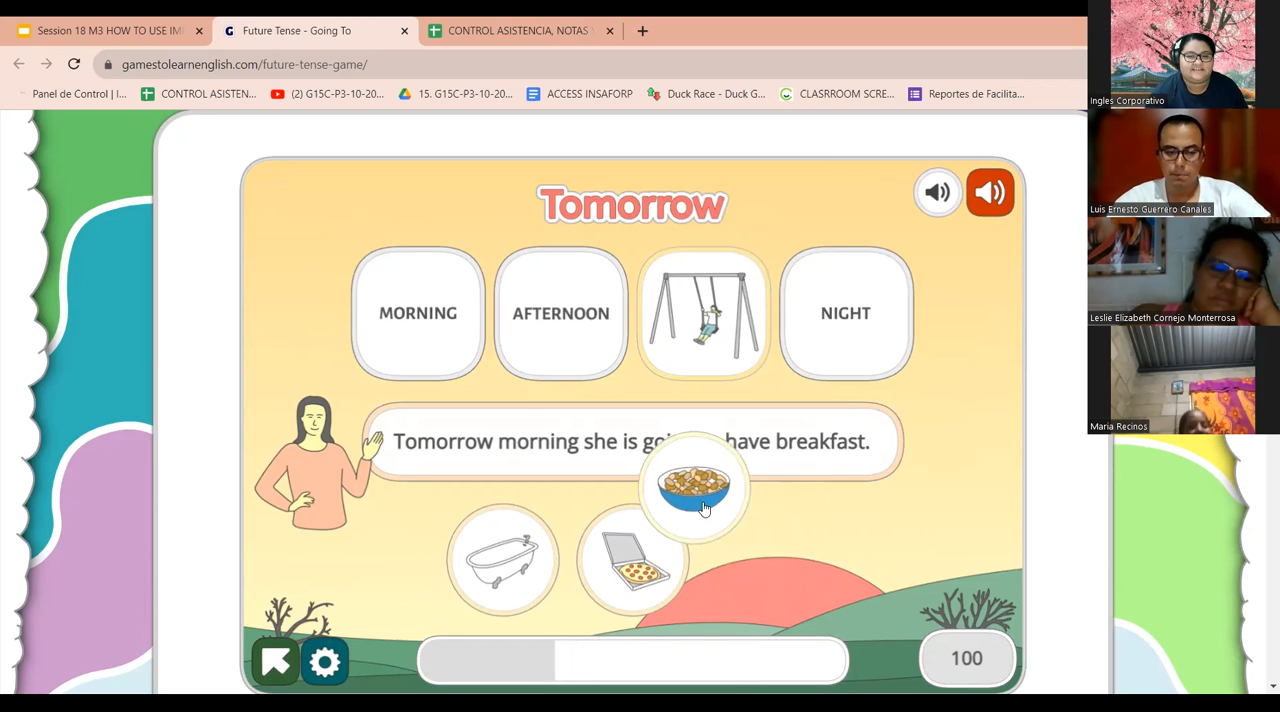 Session 18 M3 HOW TO USE IM
Future Tense - Going To
CONTROL ASISTENCIA, NOTAS Y
gamestolearnenglish.com/future-tense-game/
Panel de Control | I...
CONTROL ASISTEN...
(2) G15C-P3-10-20...
15. G15C-P3-10-202...
ACCESS INSAFORP
Duck Race - Duck G...
CLASRROOM SCRE...
Reportes de Facilita...
Ingles Corporativo
Luis Ernesto Guerrero Canales
Leslie Elizabeth Cornejo Monterrosa
Maria Recinos
Tomorrow
MORNING
AFTERNOON
NIGHT
Tomorrow morning she is have breakfast.
100